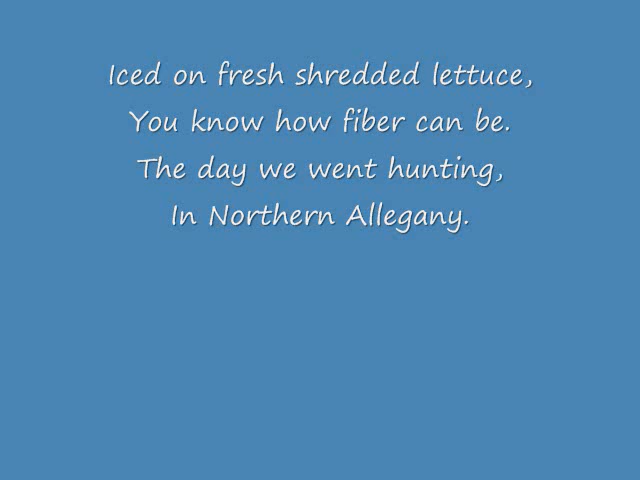 Iced on fresh shredded lettuce,
You know how fiber can be.
The day we went hunting,
In Northern Allegany.